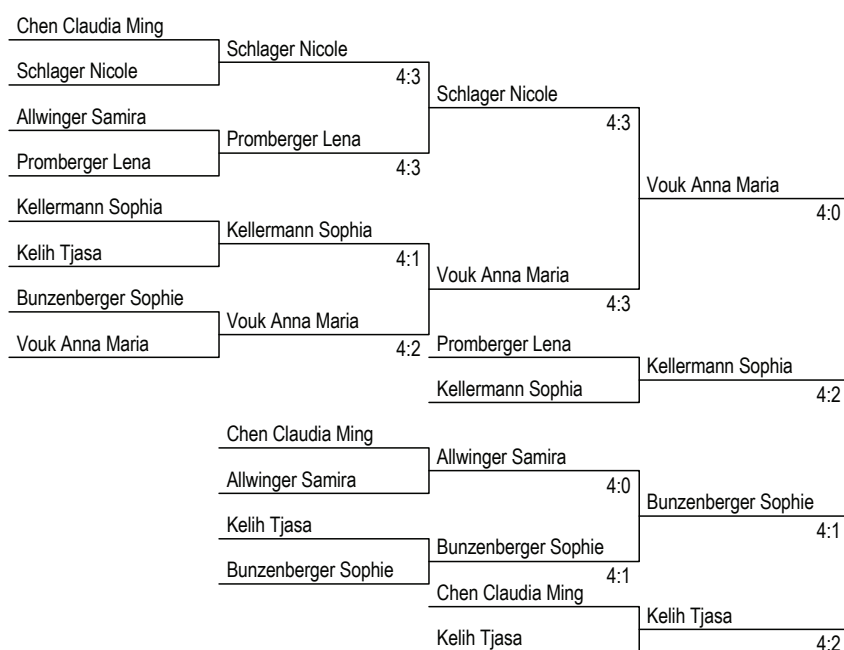 Chen Claudia Ming
Schlager Nicole
Schlager Nicole
4:3
Schlager Nicole
Allwinger Samira
4:3
Promberger Lena
Promberger Lena
4:3
Vouk Anna Maria
4:0
Kellermann Sophia
Kellermann Sophia
Kelih Tjasa
4:1
Vouk Anna Maria
Bunzenberger Sophie
4:3
Vouk Anna Maria
Vouk Anna Maria
4:2
Promberger Lena
Kellermann Sophia
Kellermann Sophia
4:2
Chen Claudia Ming
Allwinger Samira
Allwinger Samira
4:0
Bunzenberger Sophie
Kelih Tjasa
4:1
Bunzenberger Sophie
Bunzenberger Sophie
4:1
Chen Claudia Ming
Kelih Tjasa
Kelih Tjasa
4:2